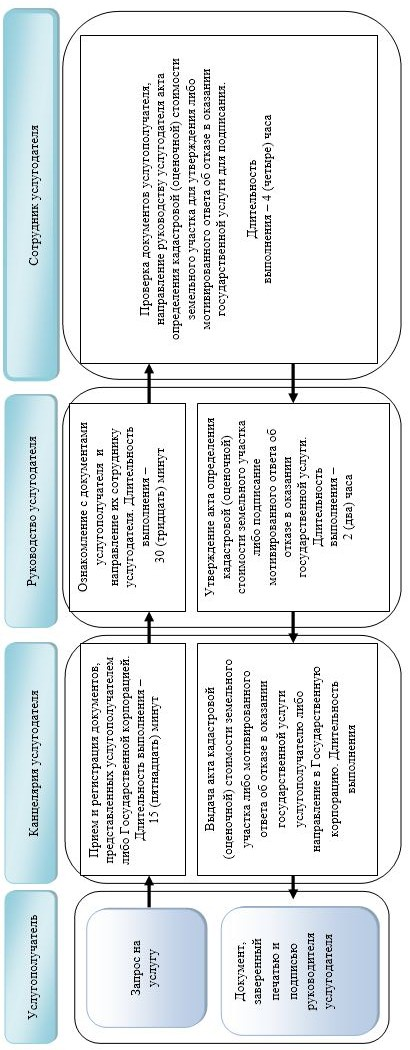 Услугополучатель
Канцелярия услугодателя
Руководство услугодателя
Сотрудник услугодателя
Запрос на
услугу
Прием и регистрация документов,
представленных услугополучателем
либо Государственной корпорацией.
Длительность выполнения –
15 (пятнадцать) минут
Ознакомление с документами
услугополучателя и
направление их сотруднику
услугодателя. Длительность
выполнения –
30 (тридцать) минут
Проверка документов услугополучателя,
направление руководству услугодателя акта
определения кадастровой (оценочной) стоимости
земельного участка для утверждения либо
мотивированного ответа об отказе в оказании
государственной услуги для подписания.
Длительность
выполнения – 4 (четыре) часа
Утверждение акта определения
кадастровой (оценочной)
стоимости земельного участка
либо подписание
мотивированного ответа об
отказе в оказании
государственной услуги.
Длительность
выполнения –
2 (два) часа
Выдача акта кадастровой
(оценочной) стоимости земельного
участка либо мотивированного
ответа об отказе в оказании
государственной услуги
услугополучателю либо
направление в Государственную
корпорацию. Длительность
выполнения
Документ,
заверенный
печатью и
подписью
руководителя
услугодателя